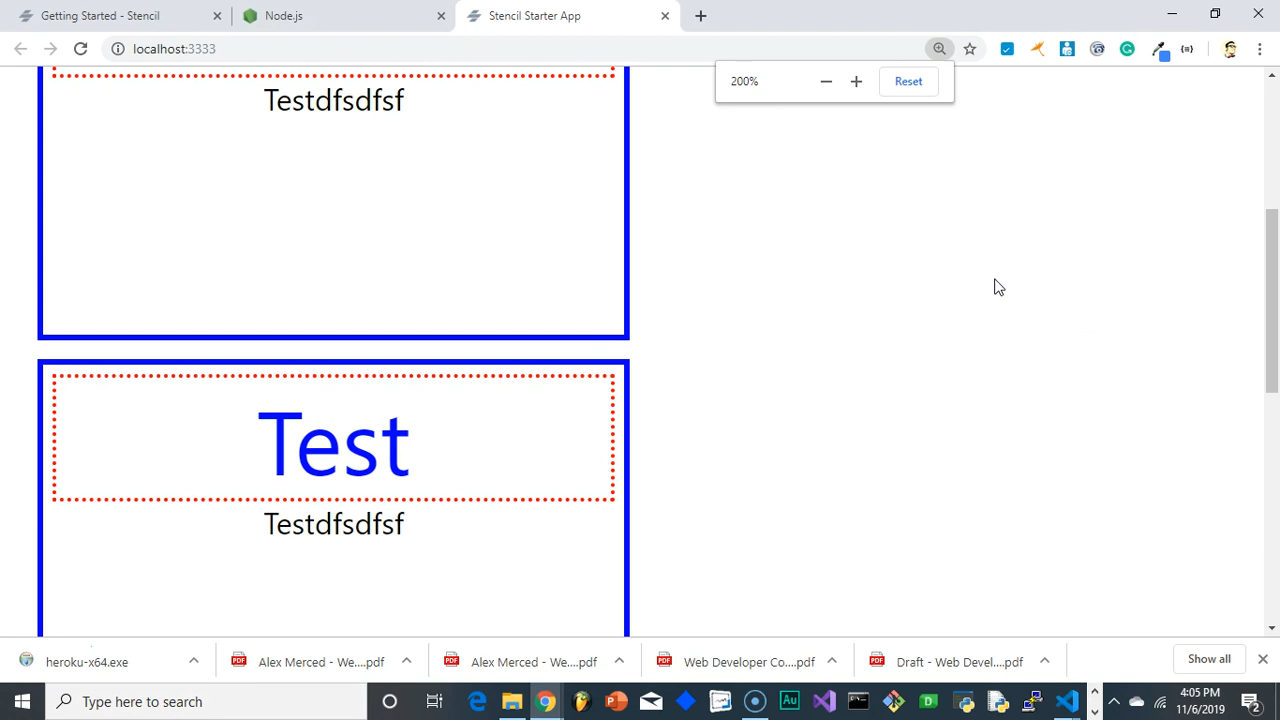 Getting Started - Stencil
Node.js
Stencil Starter App
localhost:3333
200%
Reset
Testdfsdfsf
Test
Testdfsdfsf
heroku-x64.exe
Alex Merced - We....pdf
Alex Merced - We....pdf
Web Developer Co....pdf
Draft - Web Devel....pdf
Show all
Type here to search
4:05 PM
11/6/2019
2